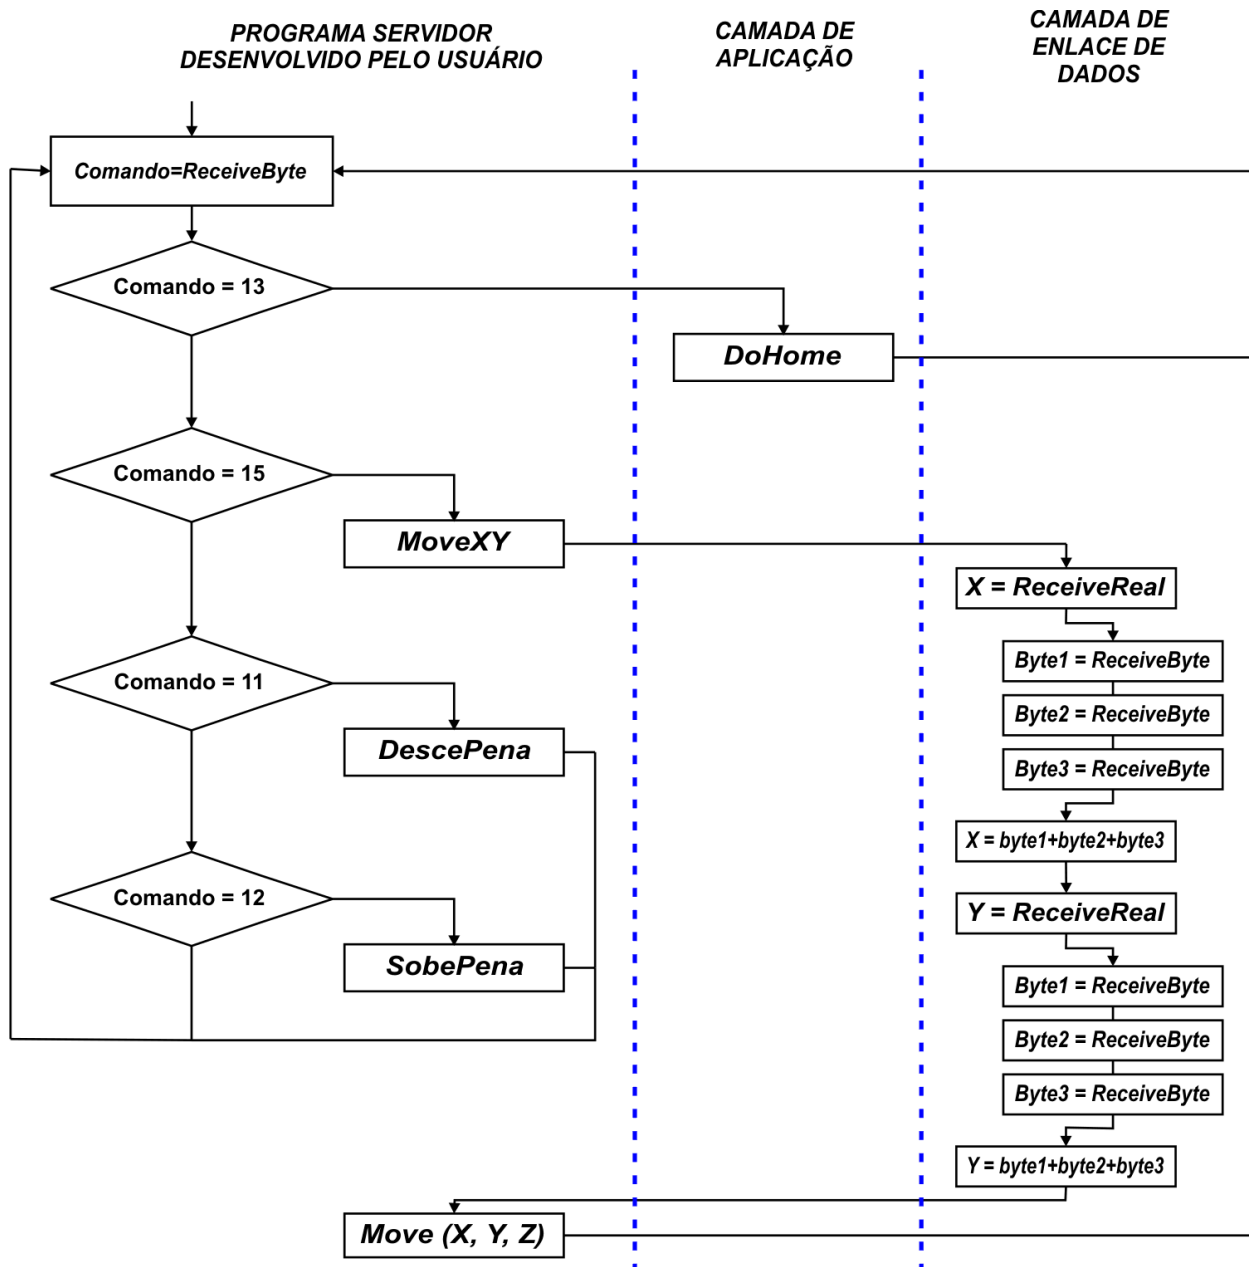 PROGRAMA SERVIDOR
DESENVOLVIDO PELO USUÁRIO
CAMADA DE
APLICAÇÃO
CAMADA DE
ENLACE DE
DADOS
Comando=ReceiveByte
Comando = 13
DoHome
Comando = 15
MoveXY
X = ReceiveReal
Byte1 = ReceiveByte
Byte2 = ReceiveByte
Byte3 = ReceiveByte
X = byte1+byte2+byte3
Comando = 11
DescePena
Comando = 12
SobePena
Y = ReceiveReal
Byte1 = ReceiveByte
Byte2 = ReceiveByte
Byte3 = ReceiveByte
Y = byte1+byte2+byte3
Move (X, Y, Z)